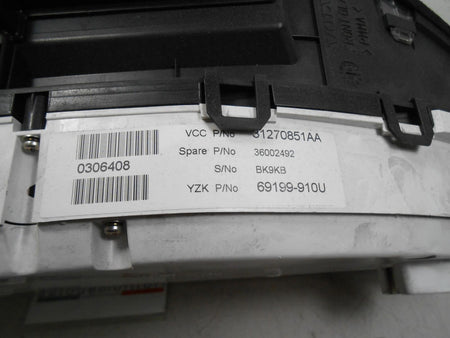 VCC P/No 31270851AA
Spare P/No 36002492
0306408
S/No BK9KB
YZK P/No 69199-910U